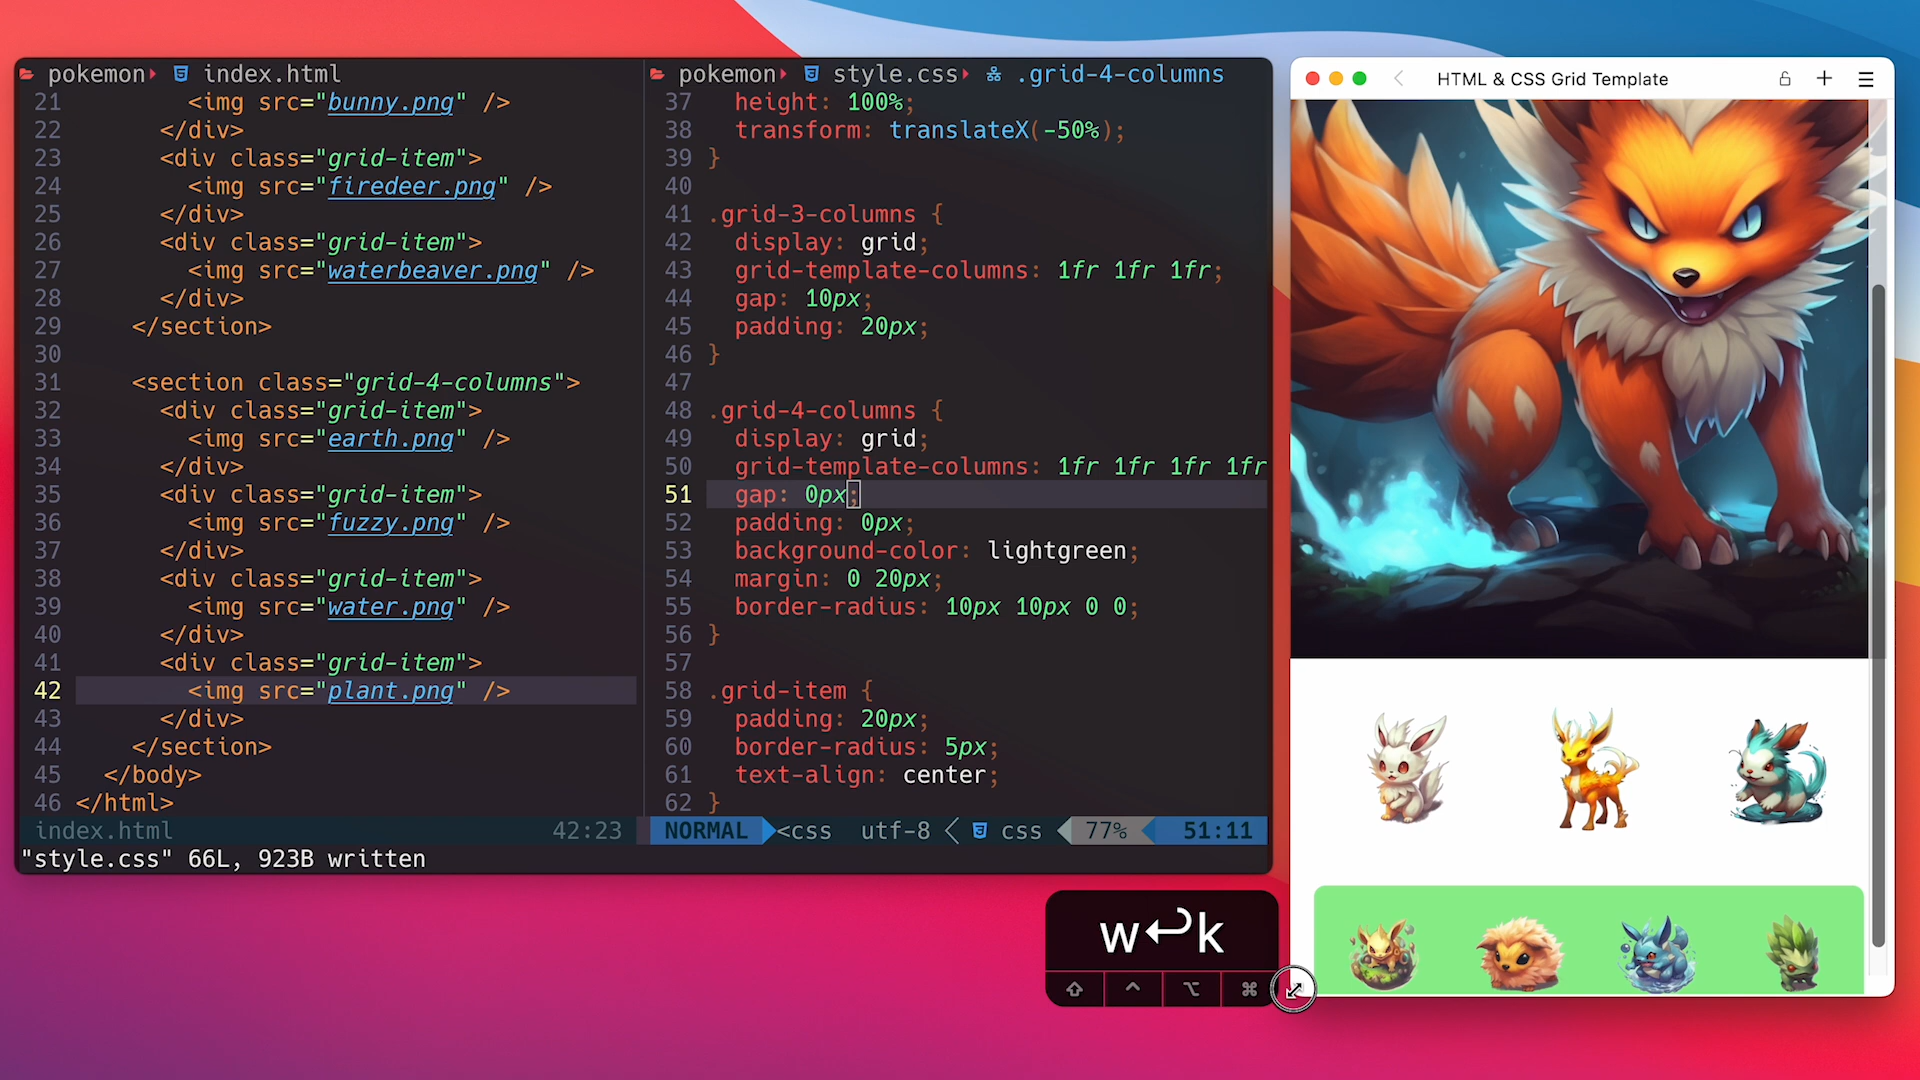 pokemon index.html
21 <img src="bunny.png" />
22 </div>
23 <div class="grid-item">
24 <img src="firedeer.png" />
25 </div>
26 <div class="grid-item">
27 <img src="waterbeaver.png" />
28 </div>
29 </section>
30
31 <section class="grid-4-columns">
32 <div class="grid-item">
33 <img src="earth.png" />
34 </div>
35 <div class="grid-item">
36 <img src="fuzzy.png" />
37 </div>
38 <div class="grid-item">
39 <img src="water.png" />
40 </div>
41 <div class="grid-item">
42 <img src="plant.png" />
43 </div>
44 </section>
45 </body>
46 </html>
index.html 42:23
pokemon style.css .grid-4-columns
37 height: 100%;
38 transform: translateX(-50%);
39 }
40
41 .grid-3-columns {
42 display: grid;
43 grid-template-columns: 1fr 1fr 1fr;
44 gap: 10px;
45 padding: 20px;
46 }
47
48 .grid-4-columns {
49 display: grid;
50 grid-template-columns: 1fr 1fr 1fr 1fr
51 gap: 0px;
52 padding: 0px;
53 background-color: lightgreen;
54 margin: 0 20px;
55 border-radius: 10px 10px 0 0;
56 }
57
58 .grid-item {
59 padding: 20px;
60 border-radius: 5px;
61 text-align: center;
62 }
NORMAL <css utf-8 css 77% 51:11
"style.css" 66L, 923B written
HTML & CSS Grid Template
w↩k
⇧ ^ ⌥ ⌘